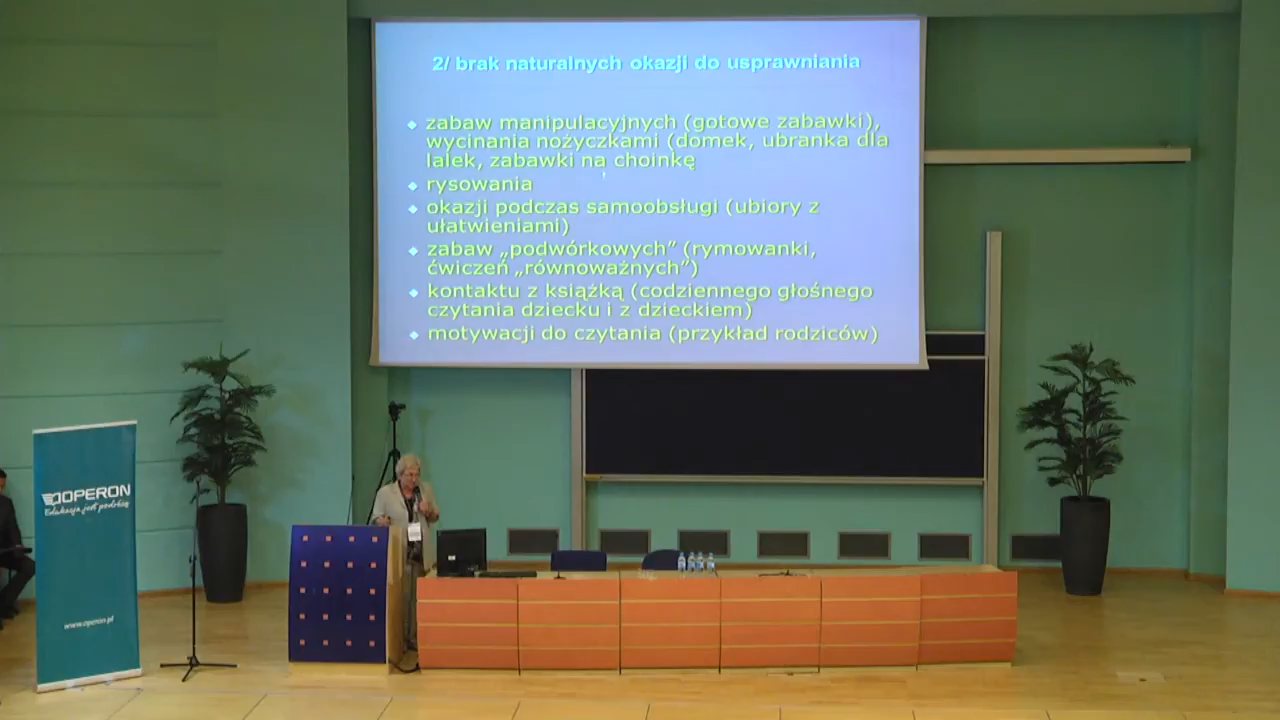 2/ brak naturalnych okazji do usprawniania
zabaw manipulacyjnych (gotowe zabawki),
wycinania nożyczkami (domek, ubranka dla
lalek, zabawki na choinkę
rysowania
okazji podczas samoobsługi (ubiory z
ułatwieniami)
zabaw „podwórkowych” (rymowanki,
ćwiczeń „równoważnych”)
kontaktu z książką (codziennego głośnego
czytania dziecku i z dzieckiem)
motywacji do czytania (przykład rodziców)
OPERON
Edukacja jest podróżą
www.operon.pl